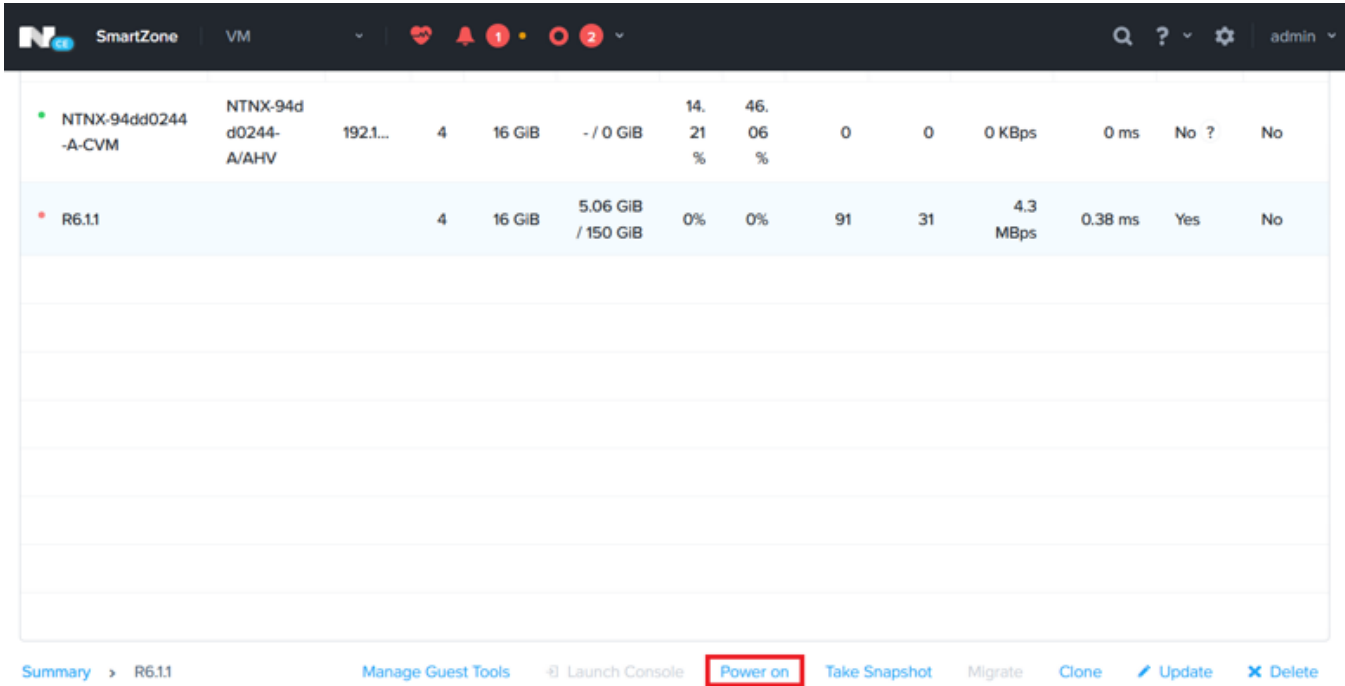 N CE SmartZone VM 1 2 ? admin
NTNX-94dd0244
-A-CVM
NTNX-94d
d0244-
A/AHV
192.1...
4
16 GiB
- / 0 GiB
14.
21
%
46.
06
%
0
0
0 KBps
0 ms
No ?
No
R6.1.1
4
16 GiB
5.06 GiB
/ 150 GiB
0%
0%
91
31
4.3
MBps
0.38 ms
Yes
No
Summary > R6.1.1 Manage Guest Tools Launch Console Power on Take Snapshot Migrate Clone Update Delete